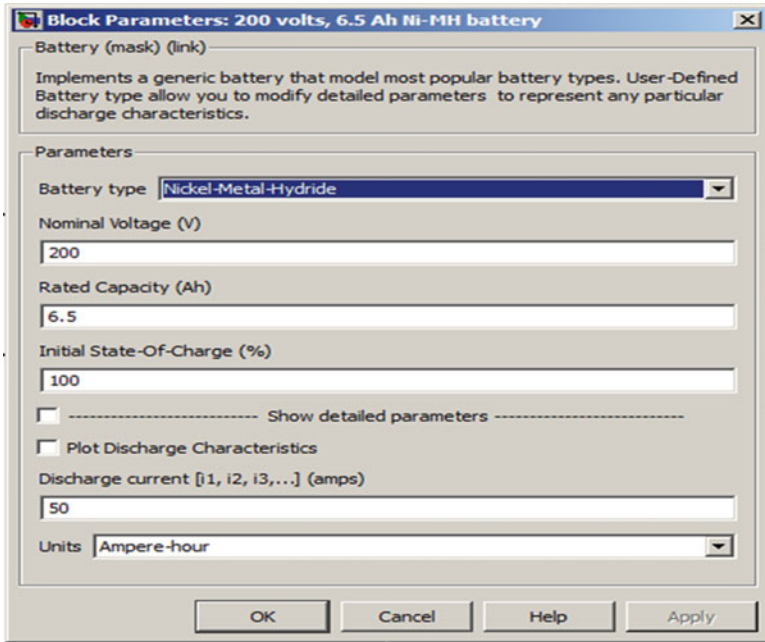 Block Parameters: 200 volts, 6.5 Ah Ni-MH battery
Battery (mask) (link)
Implements a generic battery that model most popular battery types. User-Defined
Battery type allow you to modify detailed parameters to represent any particular
discharge characteristics.
Parameters
Battery type Nickel-Metal-Hydride
Nominal Voltage (V)
200
Rated Capacity (Ah)
6.5
Initial State-Of-Charge (%)
100
--------------------------- Show detailed parameters ---------------------------
Plot Discharge Characteristics
Discharge current [i1, i2, i3,...] (amps)
50
Units Ampere-hour
OK Cancel Help Apply